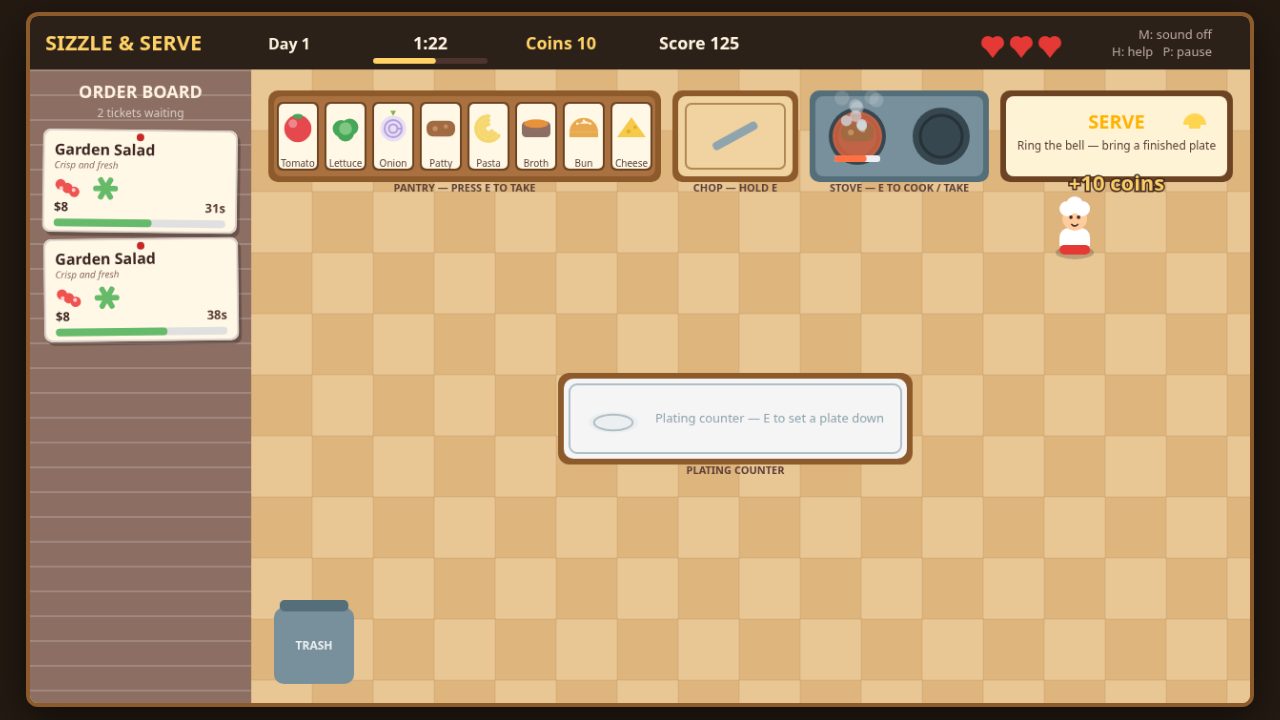 SIZZLE & SERVE
Day 1
1:22
Coins 10
Score 125
M: sound off
H: help P: pause
ORDER BOARD
2 tickets waiting
Garden Salad
Crisp and fresh
$8
31s
Garden Salad
Crisp and fresh
$8
38s
Tomato
Lettuce
Onion
Patty
Pasta
Broth
Bun
Cheese
PANTRY — PRESS E TO TAKE
CHOP — HOLD E
STOVE — E TO COOK / TAKE
SERVE
Ring the bell — bring a finished plate
+10 coins
Plating counter — E to set a plate down
PLATING COUNTER
TRASH